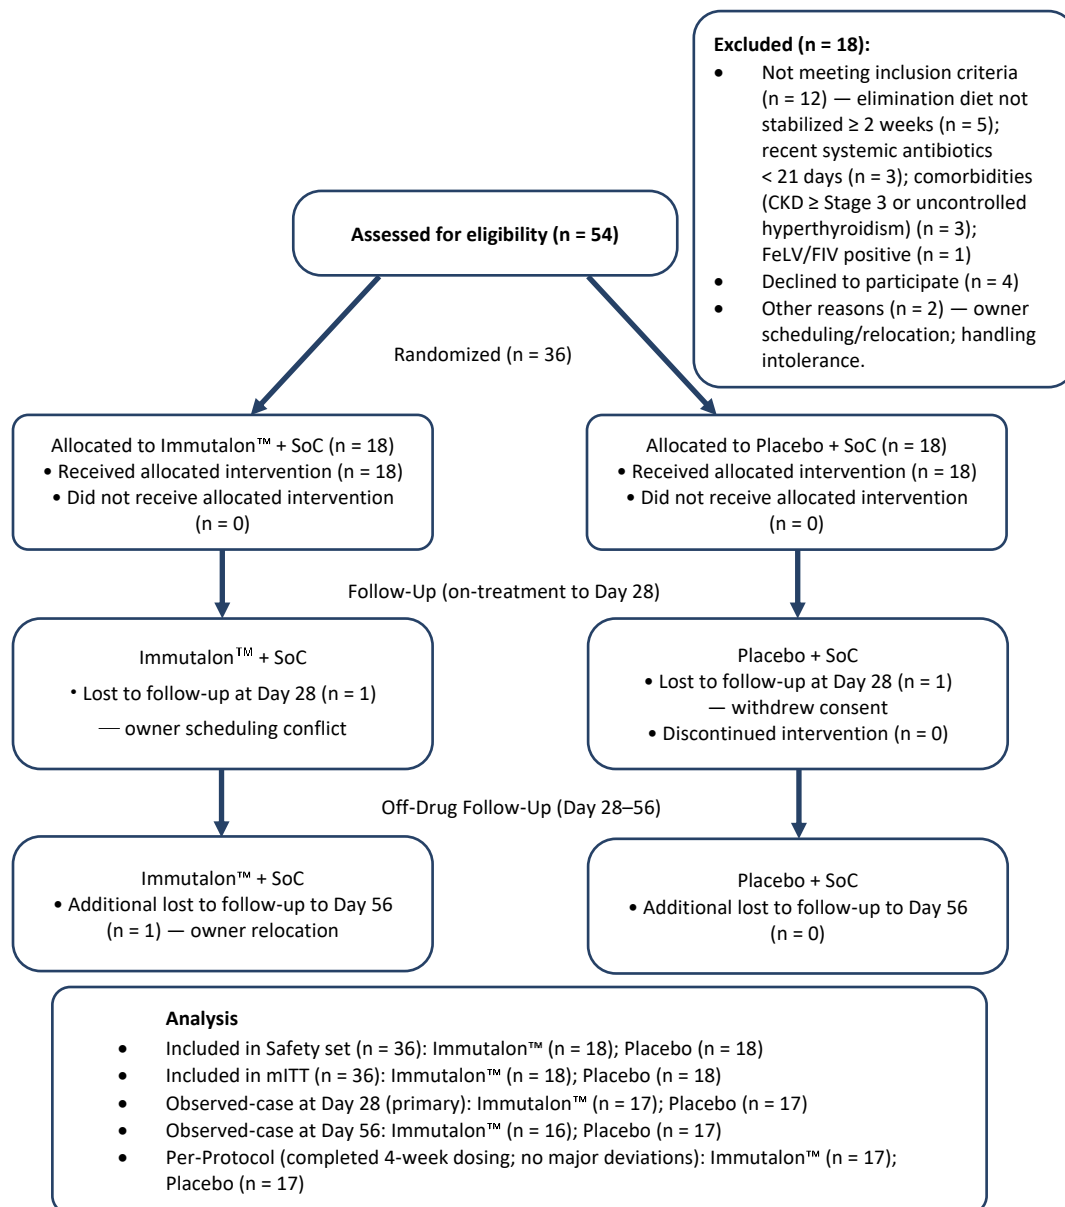 Excluded (n = 18):
• Not meeting inclusion criteria
(n = 12) — elimination diet not
stabilized ≥ 2 weeks (n = 5);
recent systemic antibiotics
< 21 days (n = 3); comorbidities
(CKD ≥ Stage 3 or uncontrolled
hyperthyroidism) (n = 3);
FeLV/FIV positive (n = 1)
• Declined to participate (n = 4)
• Other reasons (n = 2) — owner
scheduling/relocation; handling
intolerance.
Assessed for eligibility (n = 54)
Randomized (n = 36)
Allocated to Immutalon™ + SoC (n = 18)
• Received allocated intervention (n = 18)
• Did not receive allocated intervention
(n = 0)
Allocated to Placebo + SoC (n = 18)
• Received allocated intervention (n = 18)
• Did not receive allocated intervention
(n = 0)
Follow-Up (on-treatment to Day 28)
Immutalon™ + SoC
• Lost to follow-up at Day 28 (n = 1)
— owner scheduling conflict
Placebo + SoC
• Lost to follow-up at Day 28 (n = 1)
— withdrew consent
• Discontinued intervention (n = 0)
Off-Drug Follow-Up (Day 28–56)
Immutalon™ + SoC
• Additional lost to follow-up to Day 56
(n = 1) — owner relocation
Placebo + SoC
• Additional lost to follow-up to Day 56
(n = 0)
Analysis
• Included in Safety set (n = 36): Immutalon™ (n = 18); Placebo (n = 18)
• Included in mITT (n = 36): Immutalon™ (n = 18); Placebo (n = 18)
• Observed-case at Day 28 (primary): Immutalon™ (n = 17); Placebo (n = 17)
• Observed-case at Day 56: Immutalon™ (n = 16); Placebo (n = 17)
• Per-Protocol (completed 4-week dosing; no major deviations): Immutalon™ (n = 17);
Placebo (n = 17)